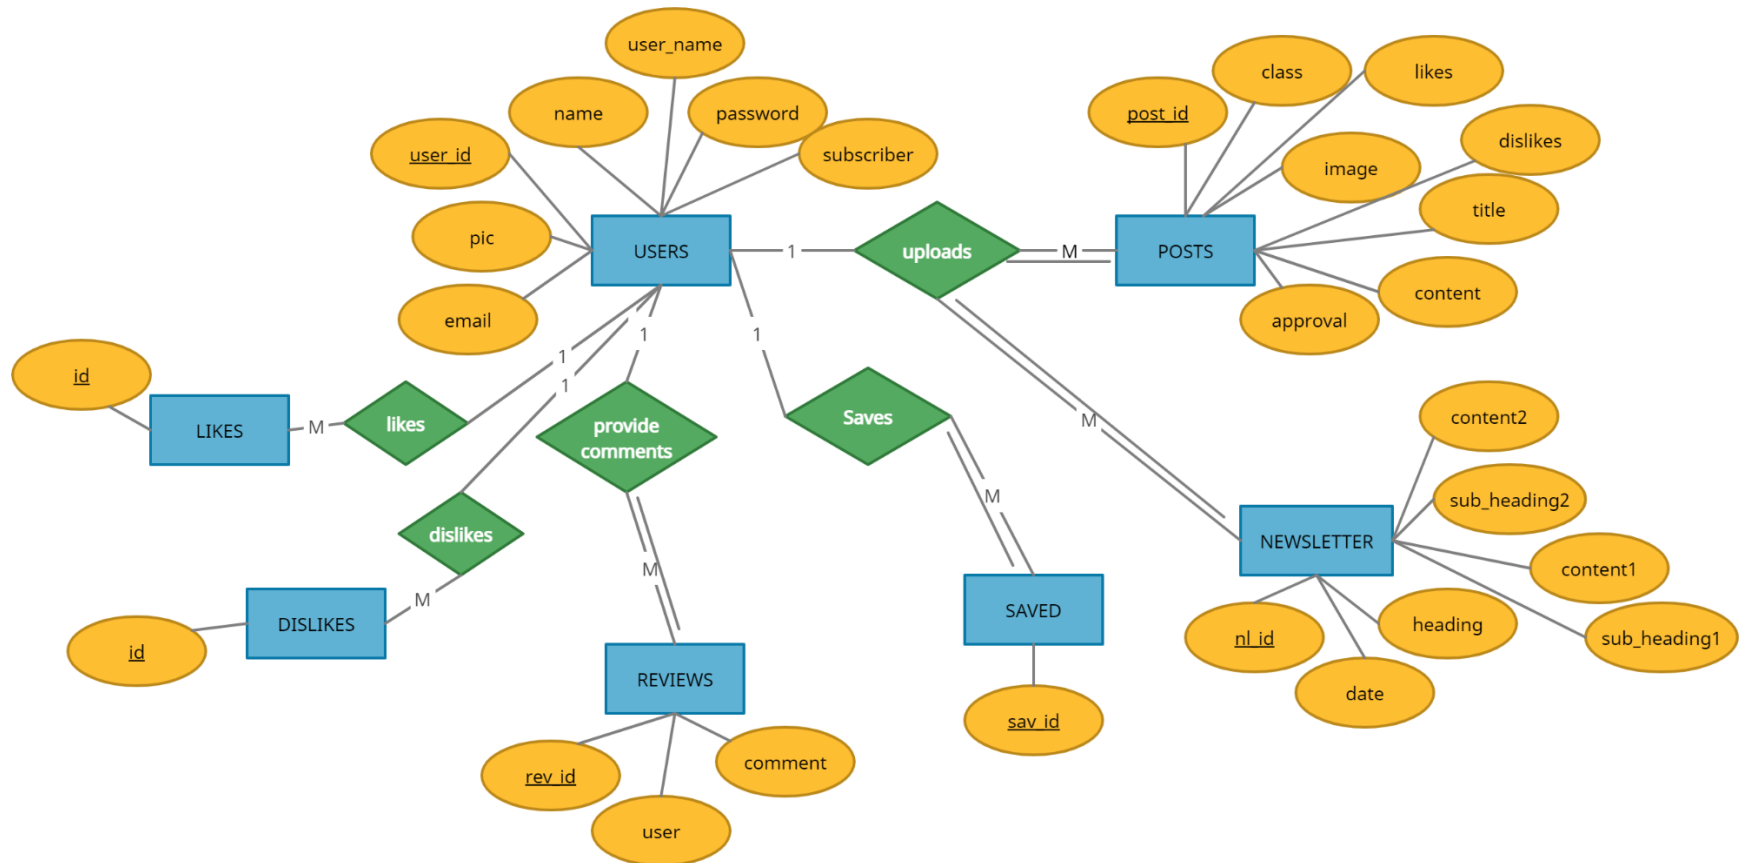 user_name
class
likes
name
password
post_id
dislikes
user_id
subscriber
image
title
pic
USERS
1
uploads
M
POSTS
content
email
approval
1
1
1
1
id
LIKES
M
likes
provide
comments
Saves
M
content2
sub_heading2
M
dislikes
NEWSLETTER
content1
M
M
DISLIKES
SAVED
nl_id
heading
sub_heading1
id
REVIEWS
date
sav_id
rev_id
comment
user